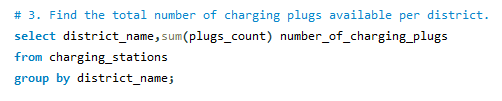 # 3. Find the total number of charging plugs available per district.
select district_name,sum(plugs_count) number_of_charging_plugs
from charging_stations
group by district_name;